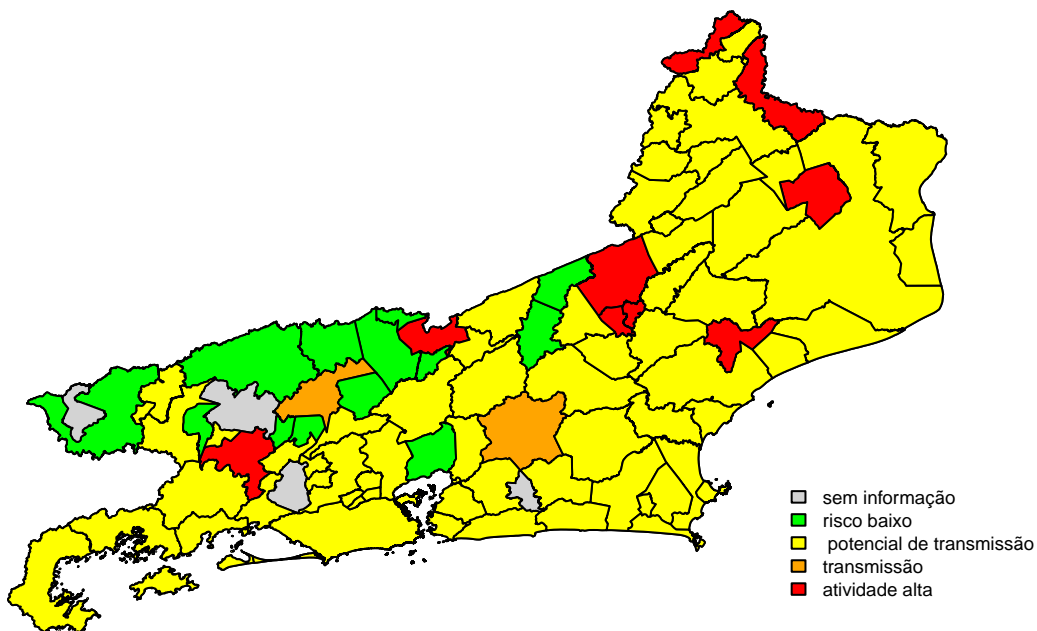 sem informação
risco baixo
potencial de transmissão
transmissão
atividade alta